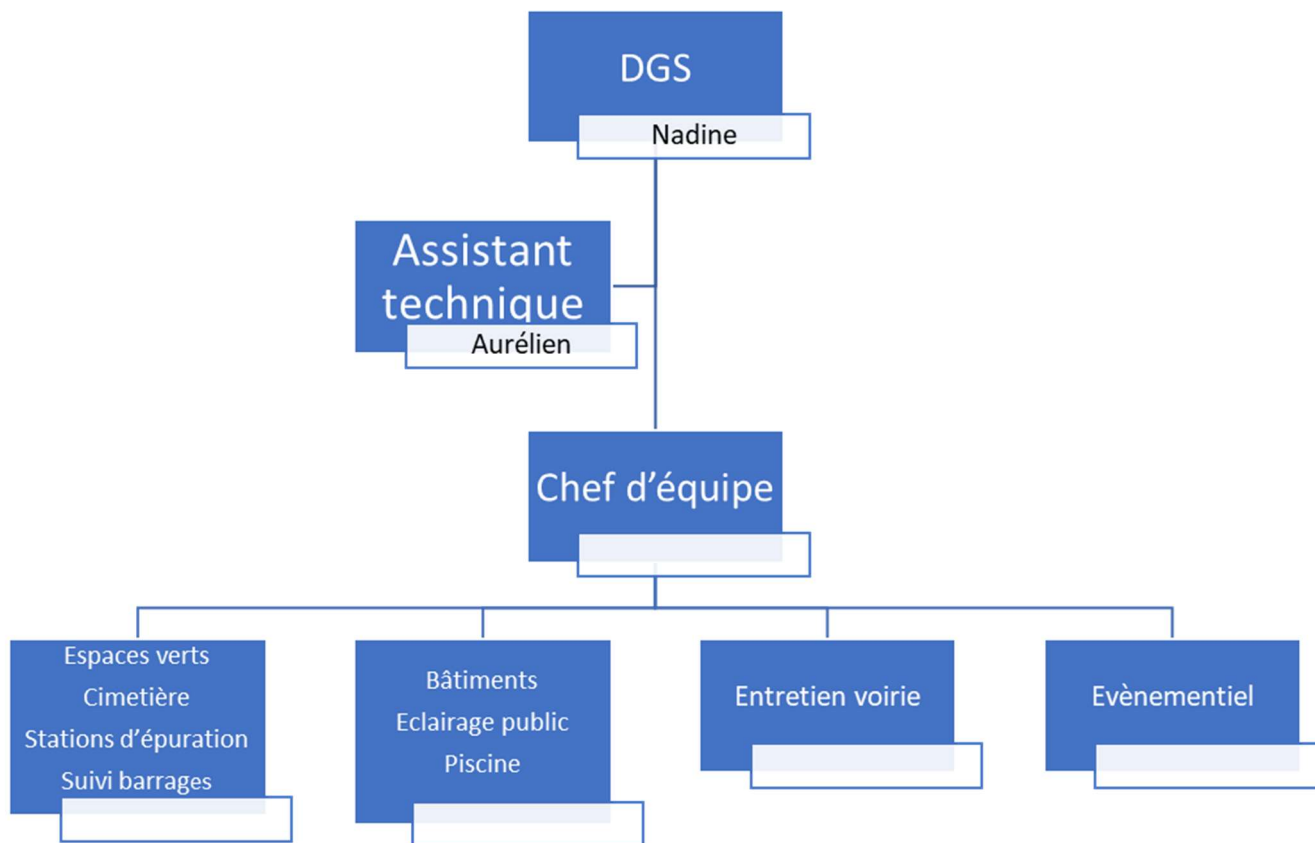 DGS
Nadine
Assistant
technique
Aurélien
Chef d’équipe
Espaces verts
Cimetière
Stations d’épuration
Suivi barrages
Bâtiments
Eclairage public
Piscine
Entretien voirie
Evènementiel